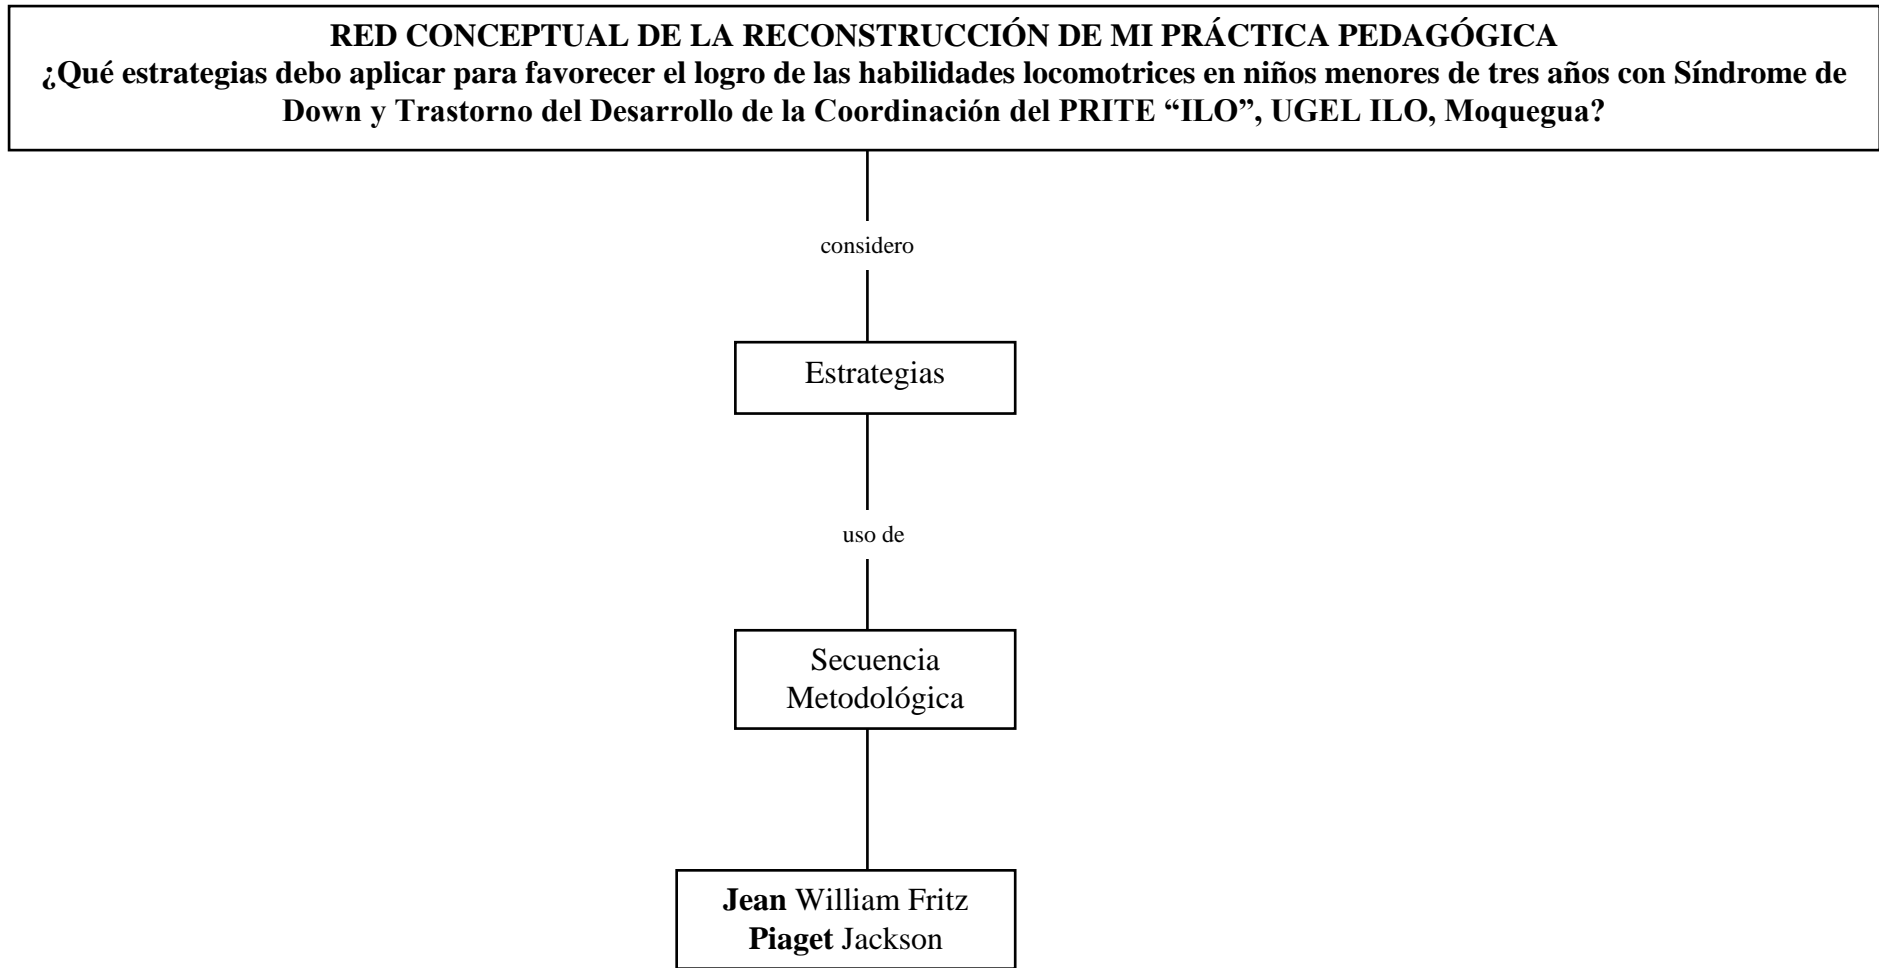 RED CONCEPTUAL DE LA RECONSTRUCCIÓN DE MI PRÁCTICA PEDAGÓGICA
¿Qué estrategias debo aplicar para favorecer el logro de las habilidades locomotrices en niños menores de tres años con Síndrome de
Down y Trastorno del Desarrollo de la Coordinación del PRITE “ILO”, UGEL ILO, Moquegua?
considero
Estrategias
uso de
Secuencia
Metodológica
Jean William Fritz
Piaget Jackson